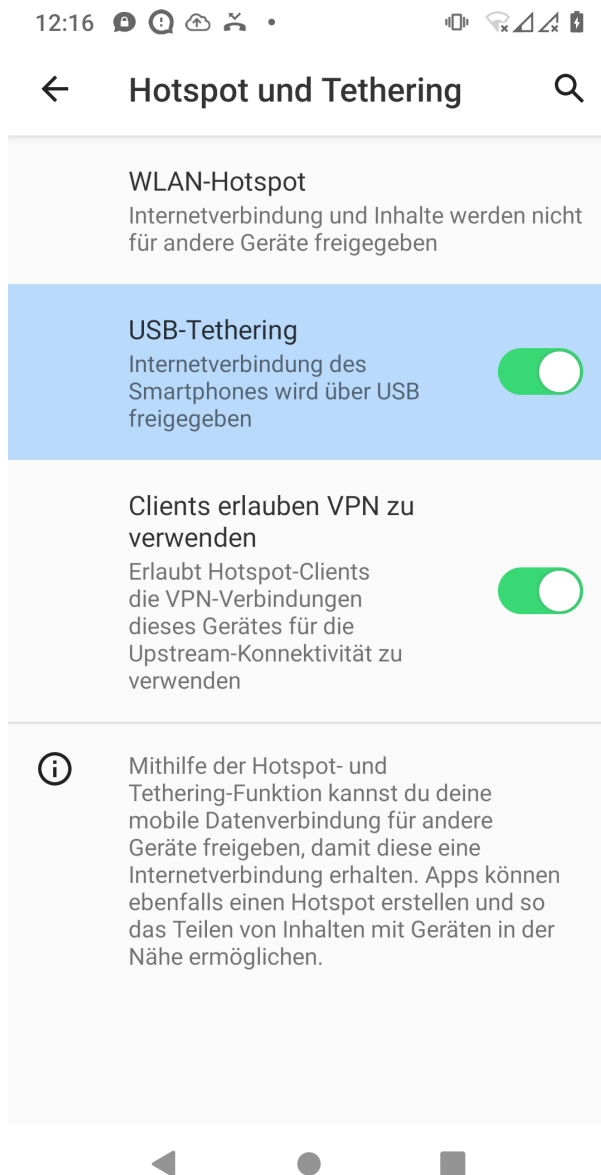 12:16
Hotspot und Tethering
WLAN-Hotspot
Internetverbindung und Inhalte werden nicht
für andere Geräte freigegeben
USB-Tethering
Internetverbindung des
Smartphones wird über USB
freigegeben
Clients erlauben VPN zu
verwenden
Erlaubt Hotspot-Clients
die VPN-Verbindungen
dieses Gerätes für die
Upstream-Konnektivität zu
verwenden
Mithilfe der Hotspot- und
Tethering-Funktion kannst du deine
mobile Datenverbindung für andere
Geräte freigeben, damit diese eine
Internetverbindung erhalten. Apps können
ebenfalls einen Hotspot erstellen und so
das Teilen von Inhalten mit Geräten in der
Nähe ermöglichen.